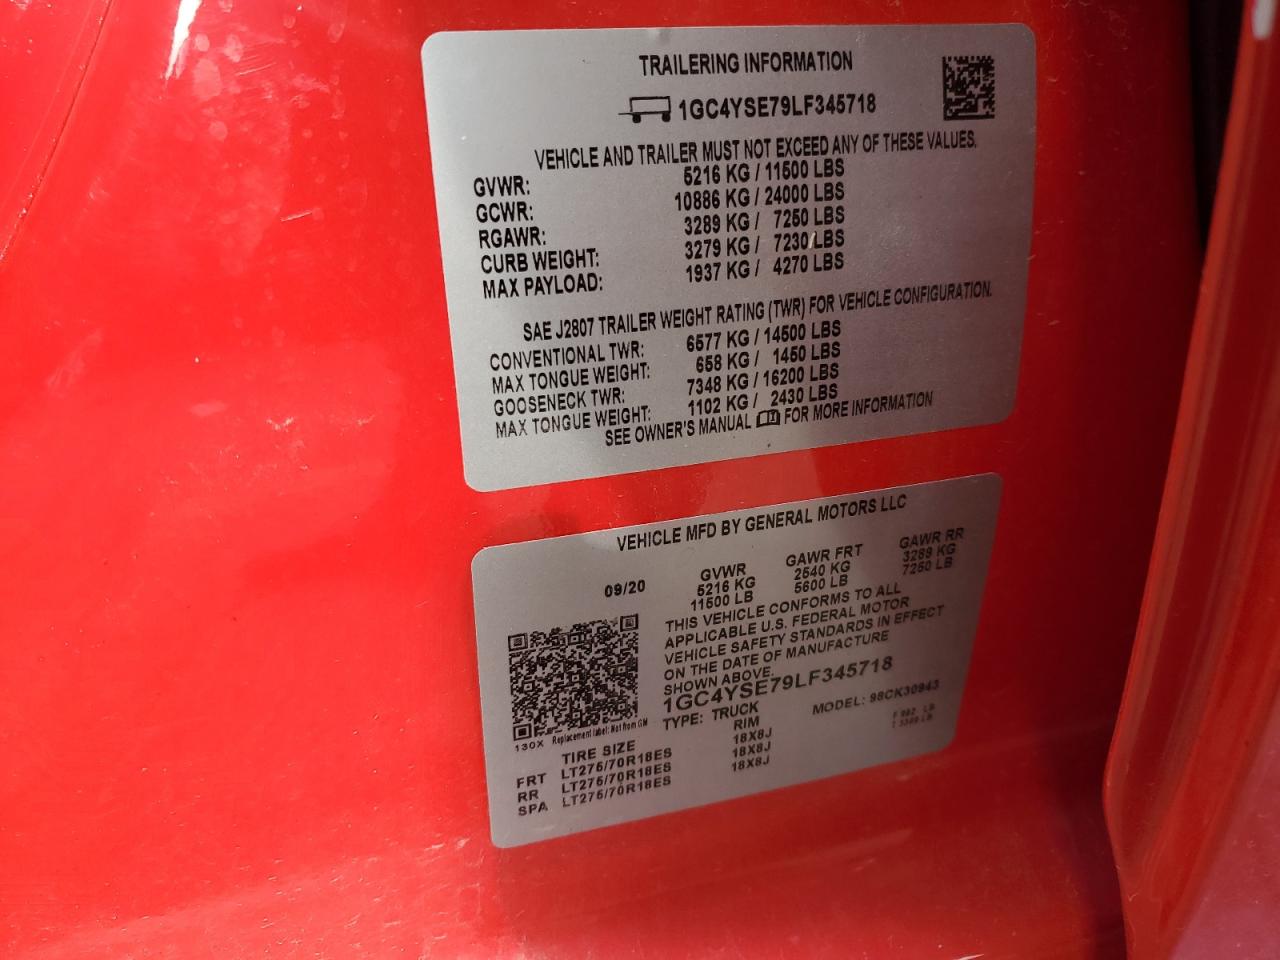 TRAILERING INFORMATION
1GC4YSE79LF345718
VEHICLE AND TRAILER MUST NOT EXCEED ANY OF THESE VALUES.
GVWR: 5216 KG / 11500 LBS
GCWR: 10886 KG / 24000 LBS
RGAWR: 3289 KG / 7250 LBS
CURB WEIGHT: 3279 KG / 7230 LBS
MAX PAYLOAD: 1937 KG / 4270 LBS
SAE J2807 TRAILER WEIGHT RATING (TWR) FOR VEHICLE CONFIGURATION.
CONVENTIONAL TWR: 6577 KG / 14500 LBS
MAX TONGUE WEIGHT: 658 KG / 1450 LBS
GOOSENECK TWR: 7348 KG / 16200 LBS
MAX TONGUE WEIGHT: 1102 KG / 2430 LBS
SEE OWNER'S MANUAL FOR MORE INFORMATION
VEHICLE MFD BY GENERAL MOTORS LLC
09/20 GVWR GAWR FRT GAWR RR
5216 KG 2540 KG 3289 KG
11500 LB 5600 LB 7250 LB
THIS VEHICLE CONFORMS TO ALL
APPLICABLE U.S. FEDERAL MOTOR
VEHICLE SAFETY STANDARDS IN EFFECT
ON THE DATE OF MANUFACTURE
SHOWN ABOVE.
1GC4YSE79LF345718
TYPE: TRUCK MODEL: 98CK30943
130X Replacement label: Not from GM
TIRE SIZE RIM
FRT LT275/70R18ES 18X8J
RR LT275/70R18ES 18X8J
SPA LT275/70R18ES 18X8J